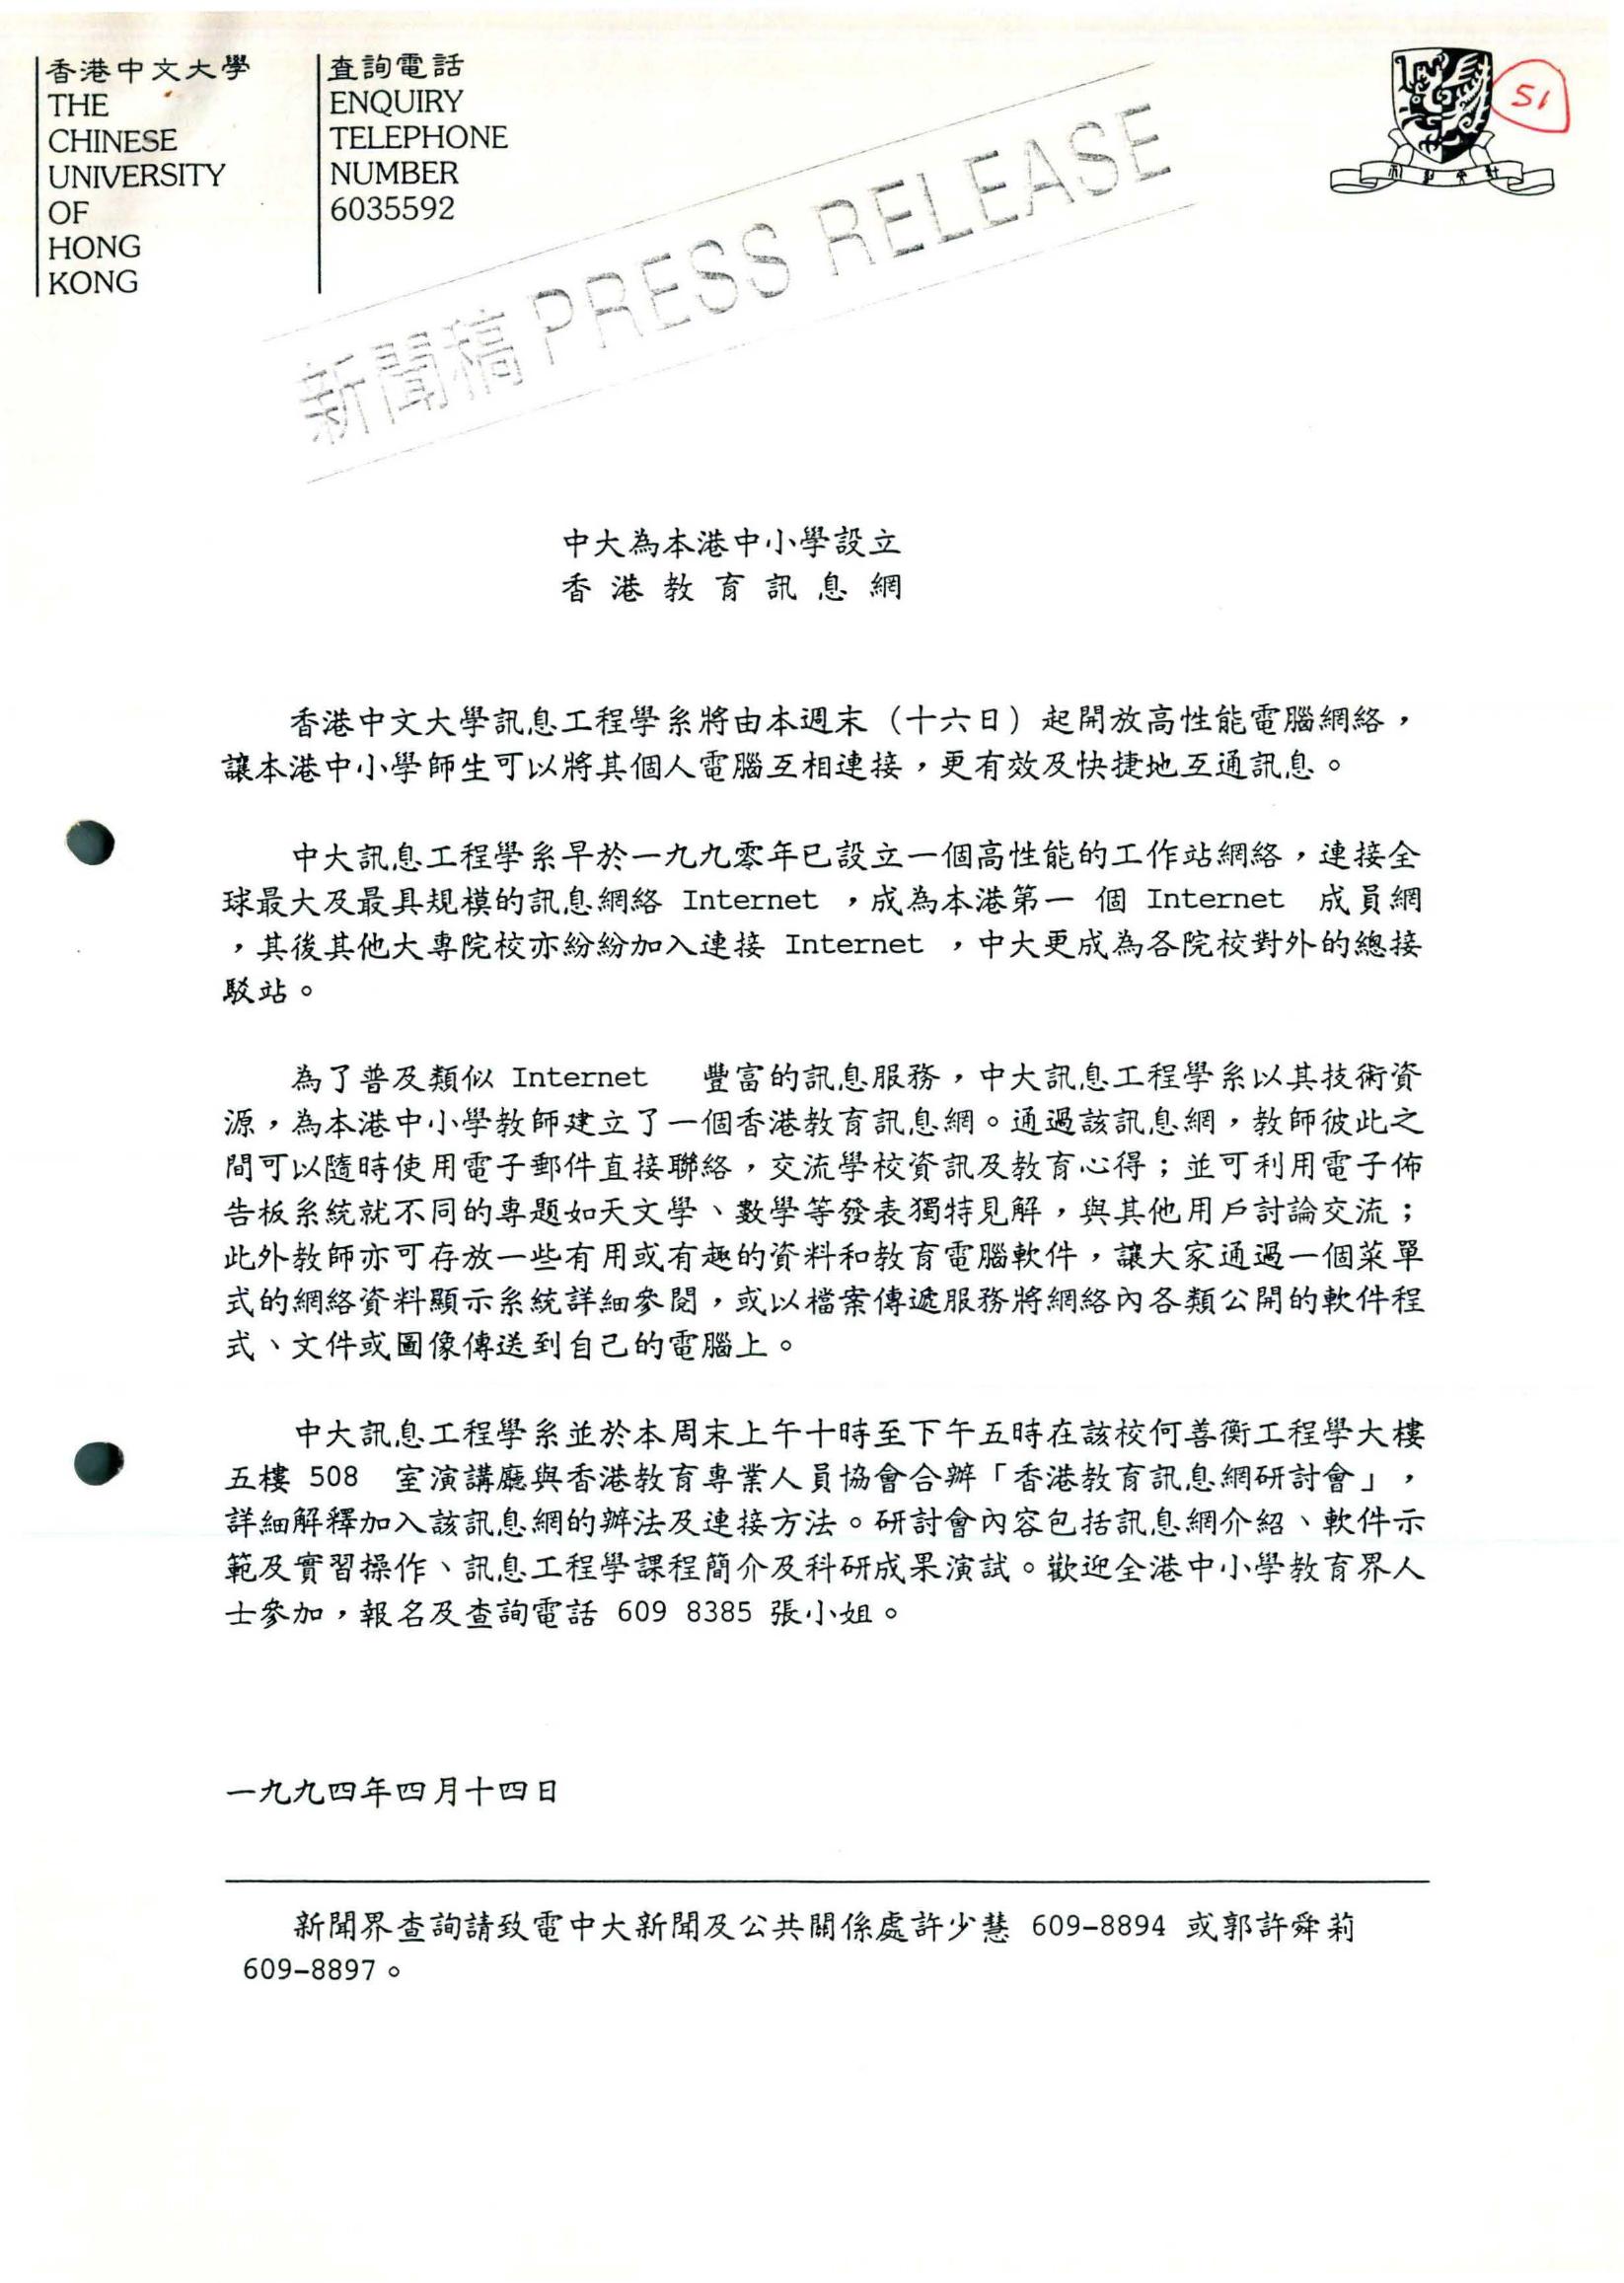 香港中文大學
THE
CHINESE
UNIVERSITY
OF
HONG
KONG
查詢電話
ENQUIRY
TELEPHONE
NUMBER
6035592
51
新聞稿 PRESS RELEASE
中大為本港中小學設立
香港教育訊息網
香港中文大學訊息工程學系將由本週末（十六日）起開放高性能電腦網絡，
讓本港中小學師生可以將其個人電腦互相連接，更有效及快捷地互通訊息。
中大訊息工程學系早於一九九零年已設立一個高性能的工作站網絡，連接全
球最大及最具規模的訊息網絡 Internet ，成為本港第一 個 Internet 成員網
，其後其他大專院校亦紛紛加入連接 Internet ，中大更成為各院校對外的總接
駁站。
為了普及類似 Internet 豐富的訊息服務，中大訊息工程學系以其技術資
源，為本港中小學教師建立了一個香港教育訊息網。通過該訊息網，教師彼此之
間可以隨時使用電子郵件直接聯絡，交流學校資訊及教育心得；並可利用電子佈
告板系統就不同的專題如天文學、數學等發表獨特見解，與其他用戶討論交流；
此外教師亦可存放一些有用或有趣的資料和教育電腦軟件，讓大家通過一個菜單
式的網絡資料顯示系統詳細參閱，或以檔案傳遞服務將網絡內各類公開的軟件程
式、文件或圖像傳送到自己的電腦上。
中大訊息工程學系並於本周末上午十時至下午五時在該校何善衡工程學大樓
五樓 508 室演講廳與香港教育專業人員協會合辦「香港教育訊息網研討會」，
詳細解釋加入該訊息網的辦法及連接方法。研討會內容包括訊息網介紹、軟件示
範及實習操作、訊息工程學課程簡介及科研成果演試。歡迎全港中小學教育界人
士參加，報名及查詢電話 609 8385 張小姐。
一九九四年四月十四日
新聞界查詢請致電中大新聞及公共關係處許少慧 609-8894 或郭許舜莉
609-8897。